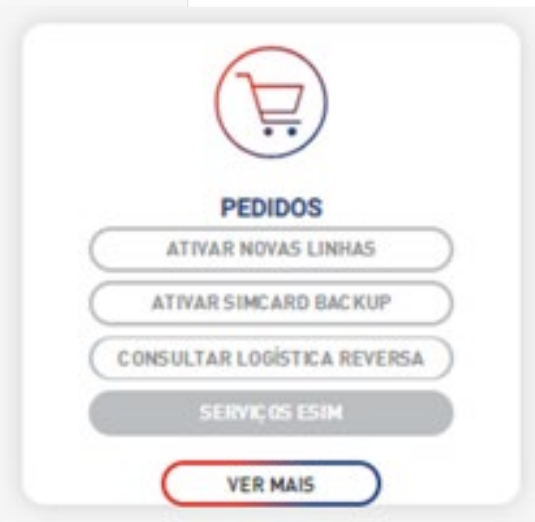 PEDIDOS
ATIVAR NOVAS LINHAS
ATIVAR SIMCARD BACKUP
CONSULTAR LOGÍSTICA REVERSA
SERVIÇOS ESIM
VER MAIS